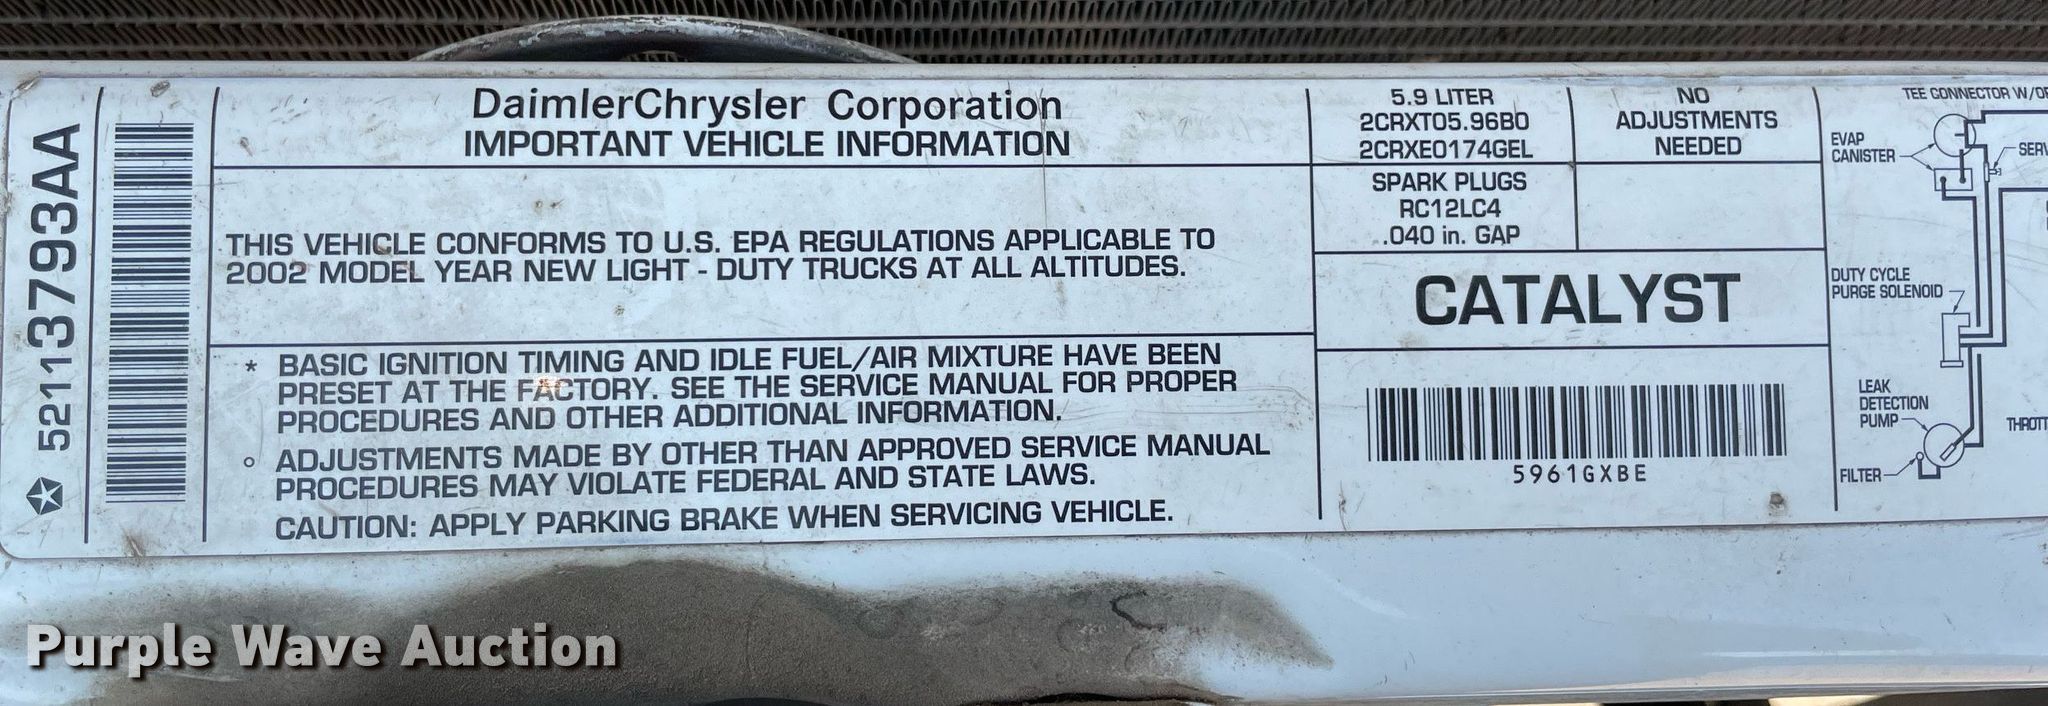 52113793AA
DaimlerChrysler Corporation
IMPORTANT VEHICLE INFORMATION
THIS VEHICLE CONFORMS TO U.S. EPA REGULATIONS APPLICABLE TO
2002 MODEL YEAR NEW LIGHT - DUTY TRUCKS AT ALL ALTITUDES.
* BASIC IGNITION TIMING AND IDLE FUEL/AIR MIXTURE HAVE BEEN
PRESET AT THE FACTORY. SEE THE SERVICE MANUAL FOR PROPER
PROCEDURES AND OTHER ADDITIONAL INFORMATION.
° ADJUSTMENTS MADE BY OTHER THAN APPROVED SERVICE MANUAL
PROCEDURES MAY VIOLATE FEDERAL AND STATE LAWS.
CAUTION: APPLY PARKING BRAKE WHEN SERVICING VEHICLE.
5.9 LITER
2CRXT05.96B0
2CRXE0174GEL
NO
ADJUSTMENTS
NEEDED
SPARK PLUGS
RC12LC4
.040 in. GAP
CATALYST
5961GXBE
TEE CONNECTOR
EVAP
CANISTER
DUTY CYCLE
PURGE SOLENOID
LEAK
DETECTION
PUMP
FILTER
Purple Wave Auction